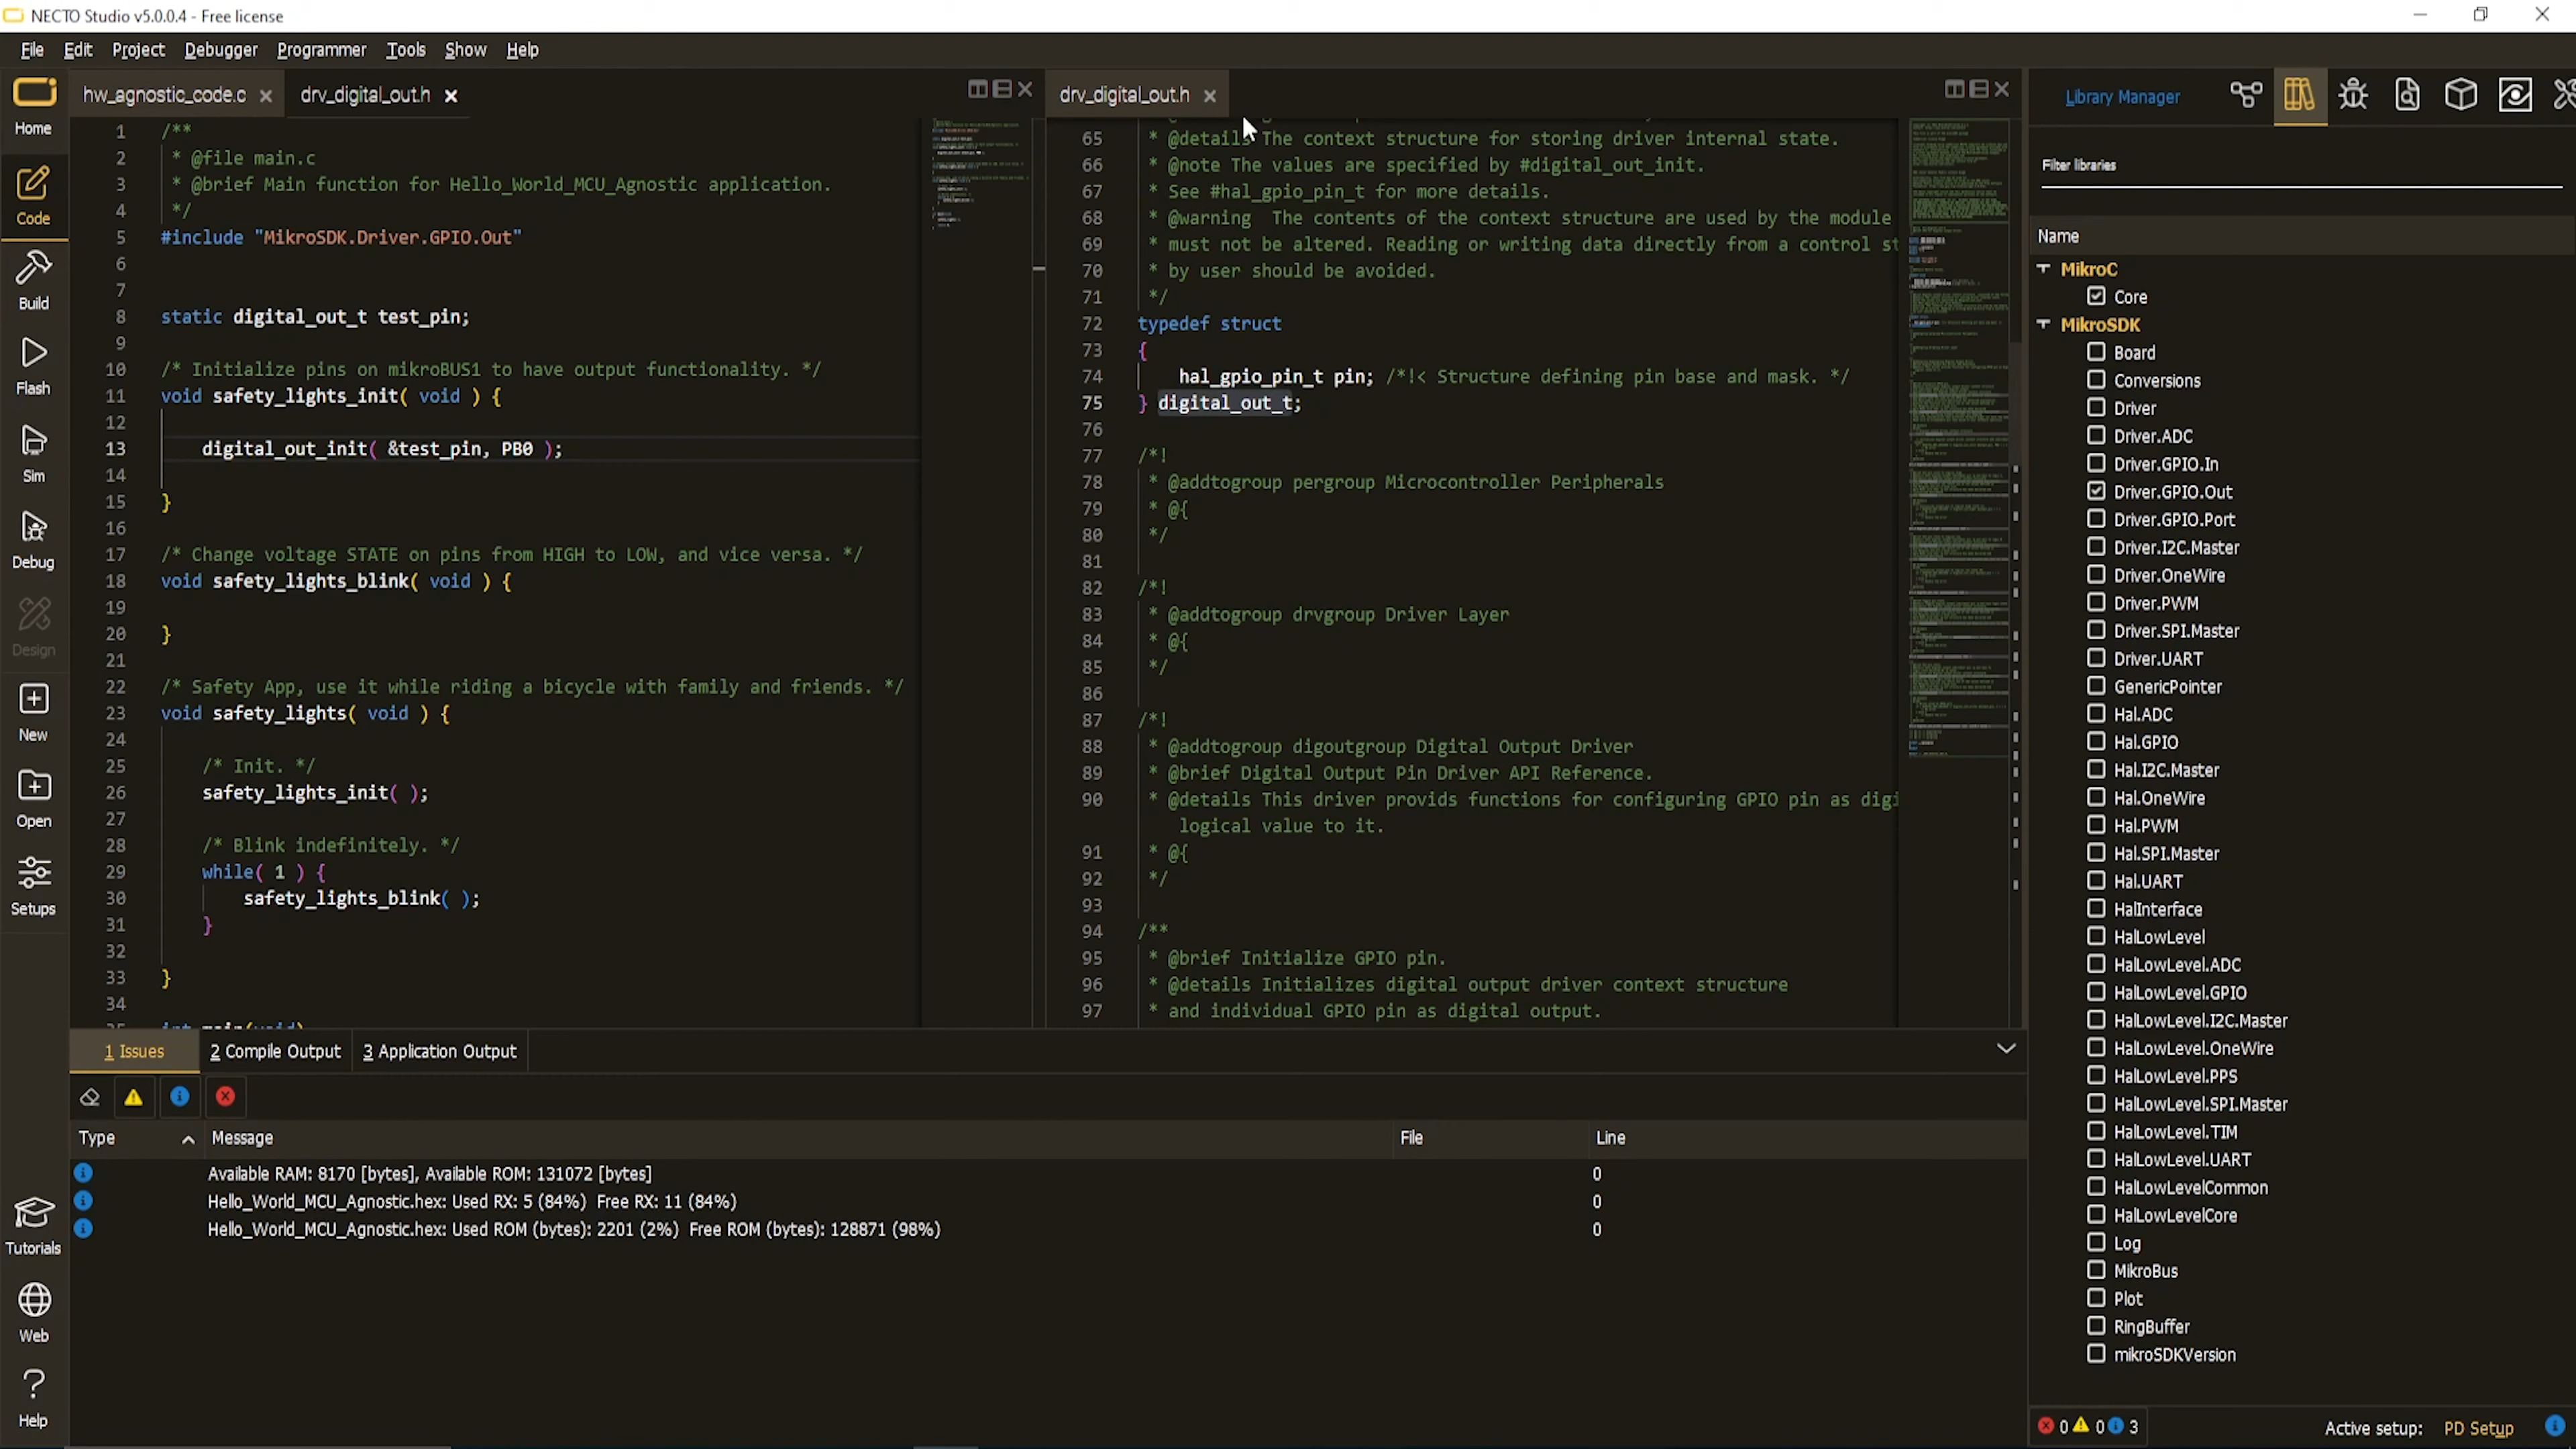 NECTO Studio v5.0.0.4 - Free license
File Edit Project Debugger Programmer Tools Show Help
Home
Code
Build
Flash
Sim
Debug
Design
New
Open
Setups
Tutorials
Web
Help
hw_agnostic_code.c
drv_digital_out.h
1 /**
2 * @file main.c
3 * @brief Main function for Hello_World_MCU_Agnostic application.
4 */
5 #include "MikroSDK.Driver.GPIO.Out"
6
7
8 static digital_out_t test_pin;
9
10 /* Initialize pins on mikroBUS1 to have output functionality. */
11 void safety_lights_init( void ) {
12
13 digital_out_init( &test_pin, PB0 );
14
15 }
16
17 /* Change voltage STATE on pins from HIGH to LOW, and vice versa. */
18 void safety_lights_blink( void ) {
19
20 }
21
22 /* Safety App, use it while riding a bicycle with family and friends. */
23 void safety_lights( void ) {
24
25 /* Init. */
26 safety_lights_init( );
27
28 /* Blink indefinitely. */
29 while( 1 ) {
30 safety_lights_blink( );
31 }
32
33 }
34
drv_digital_out.h
65 * @details The context structure for storing driver internal state.
66 * @note The values are specified by #digital_out_init.
67 * See #hal_gpio_pin_t for more details.
68 * @warning The contents of the context structure are used by the module
69 * must not be altered. Reading or writing data directly from a control st
70 * by user should be avoided.
71 */
72 typedef struct
73 {
74 hal_gpio_pin_t pin; /*!< Structure defining pin base and mask. */
75 } digital_out_t;
76
77 /*!
78 * @addtogroup pergroup Microcontroller Peripherals
79 * @{
80 */
81
82 /*!
83 * @addtogroup drvgroup Driver Layer
84 * @{
85 */
86
87 /*!
88 * @addtogroup digoutgroup Digital Output Driver
89 * @brief Digital Output Pin Driver API Reference.
90 * @details This driver provids functions for configuring GPIO pin as digi
logical value to it.
91 * @{
92 */
93
94 /**
95 * @brief Initialize GPIO pin.
96 * @details Initializes digital output driver context structure
97 * and individual GPIO pin as digital output.
1 Issues 2 Compile Output 3 Application Output
Type Message File Line
Available RAM: 8170 [bytes], Available ROM: 131072 [bytes] 0
Hello_World_MCU_Agnostic.hex: Used RX: 5 (84%) Free RX: 11 (84%) 0
Hello_World_MCU_Agnostic.hex: Used ROM (bytes): 2201 (2%) Free ROM (bytes): 128871 (98%) 0
Library Manager
Filter libraries
Name
MikroC
Core
MikroSDK
Board
Conversions
Driver
Driver.ADC
Driver.GPIO.In
Driver.GPIO.Out
Driver.GPIO.Port
Driver.I2C.Master
Driver.OneWire
Driver.PWM
Driver.SPI.Master
Driver.UART
GenericPointer
Hal.ADC
Hal.GPIO
Hal.I2C.Master
Hal.OneWire
Hal.PWM
Hal.SPI.Master
Hal.UART
HalInterface
HalLowLevel
HalLowLevel.ADC
HalLowLevel.GPIO
HalLowLevel.I2C.Master
HalLowLevel.OneWire
HalLowLevel.PPS
HalLowLevel.SPI.Master
HalLowLevel.TIM
HalLowLevel.UART
HalLowLevelCommon
HalLowLevelCore
Log
MikroBus
Plot
RingBuffer
mikroSDKVersion
0 0 3
Active setup: PD Setup